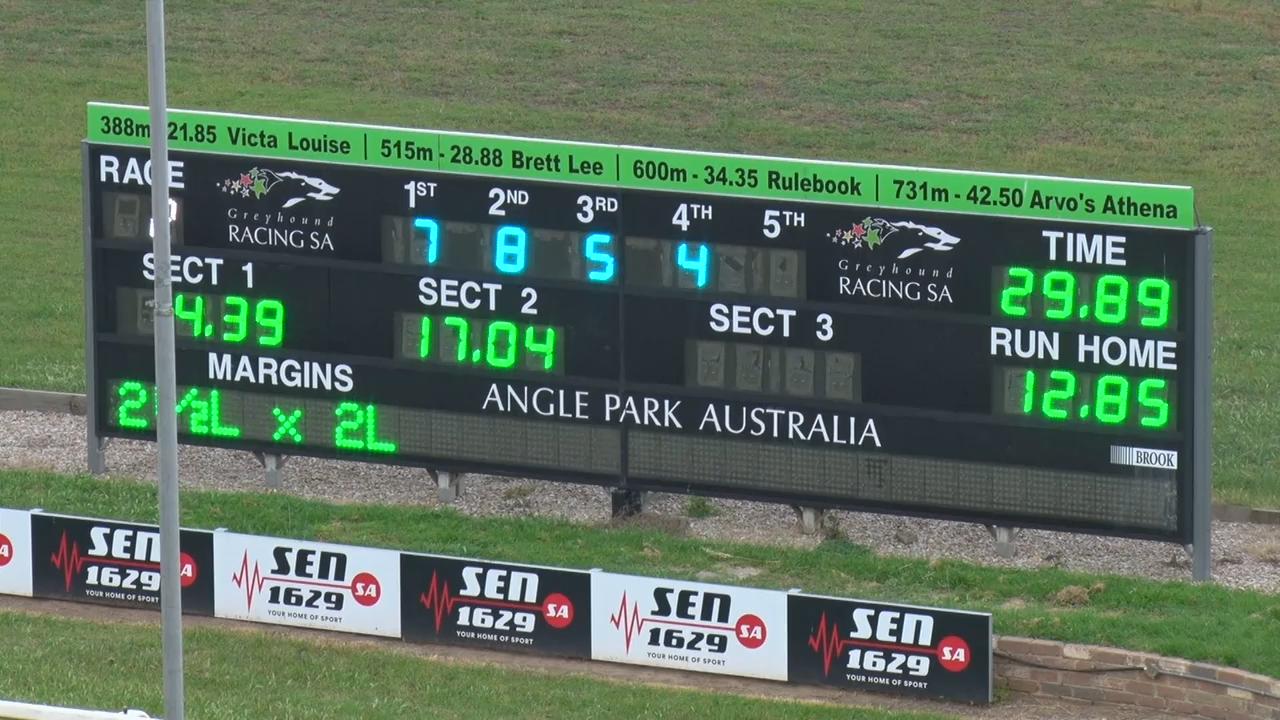 388m 21.85 Victa Louise | 515m - 28.88 Brett Lee | 600m - 34.35 Rulebook | 731m - 42.50 Arvo's Athena
RACE
Greyhound
RACING SA
1ST 2ND 3RD 4TH 5TH
7 8 5 4
Greyhound
RACING SA
TIME
29.89
SECT 1
4.39
SECT 2
17.04
SECT 3
RUN HOME
12.85
MARGINS
2½L x 2L
ANGLE PARK AUSTRALIA
BROOK
SEN
1629
SA
YOUR HOME OF SPORT
SEN
1629
SA
YOUR HOME OF SPORT
SEN
1629
SA
YOUR HOME OF SPORT
SEN
1629
SA
YOUR HOME OF SPORT
SEN
1629
SA
YOUR HOME OF SPORT